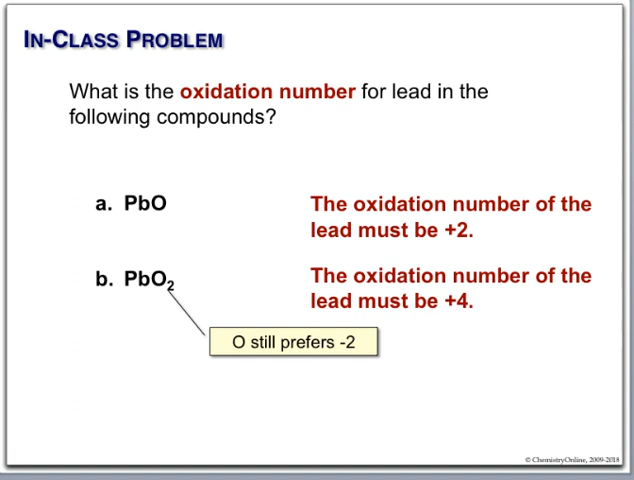 IN-CLASS PROBLEM
What is the oxidation number for lead in the
following compounds?
a. PbO
The oxidation number of the
lead must be +2.
b. PbO₂
The oxidation number of the
lead must be +4.
O still prefers -2
© ChemistryOnline, 2009-2018